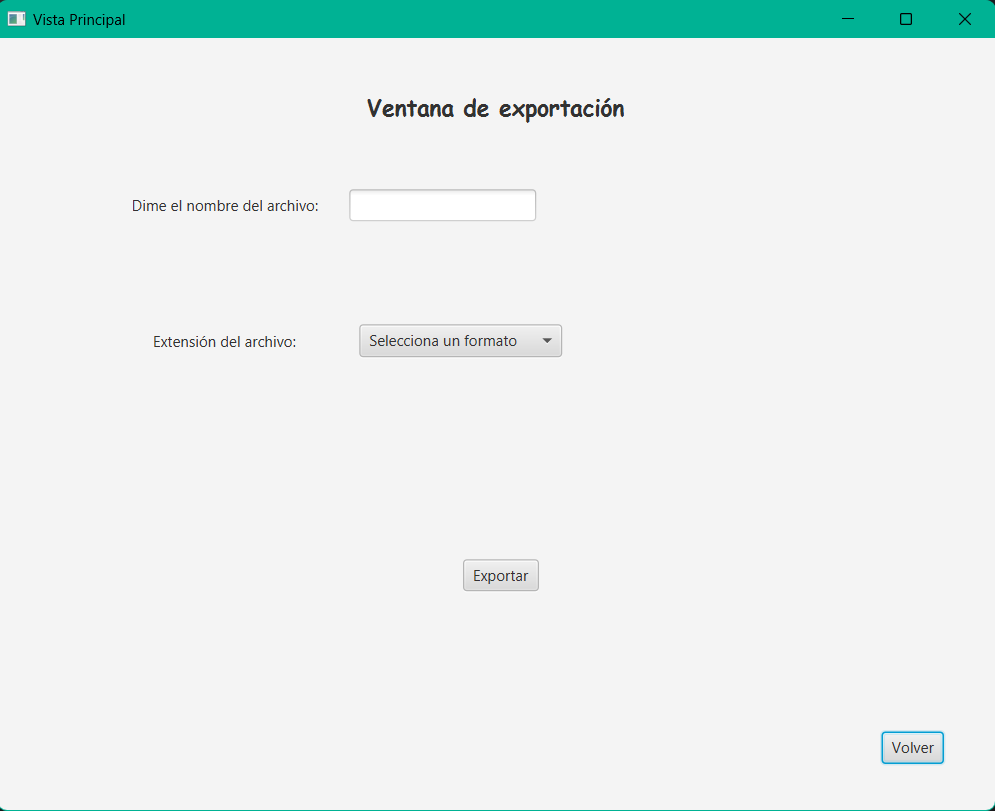 Vista Principal
Ventana de exportación
Dime el nombre del archivo:
Extensión del archivo:
Selecciona un formato
Exportar
Volver